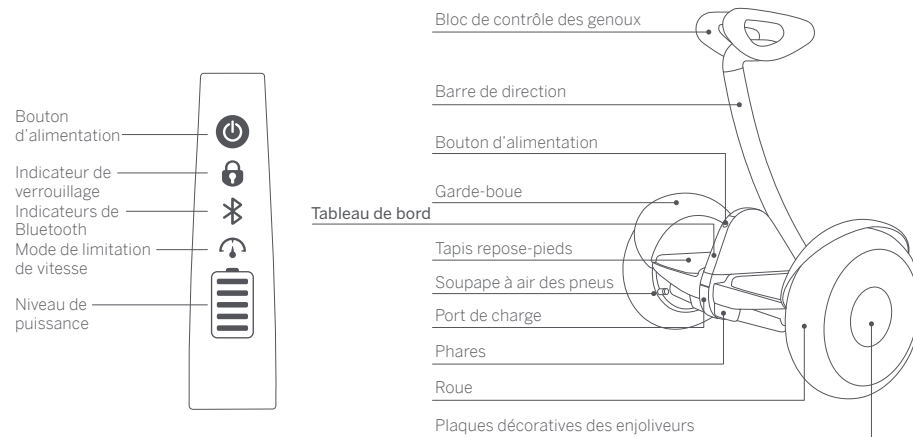 Bouton
d'alimentation
Indicateur de
verrouillage
Indicateurs de
Bluetooth
Mode de limitation
de vitesse
Niveau de
puissance
Bloc de contrôle des genoux
Barre de direction
Bouton d'alimentation
Garde-boue
Tableau de bord
Tapis repose-pieds
Soupape à air des pneus
Port de charge
Phares
Roue
Plaques décoratives des enjoliveurs